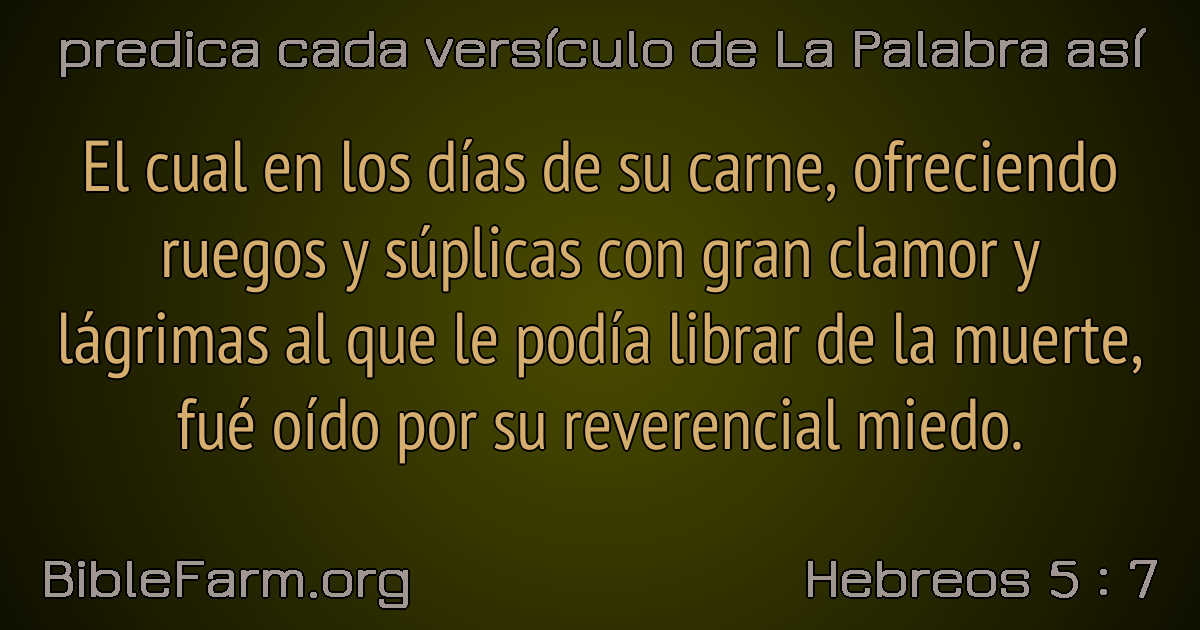 predica cada versículo de La Palabra así
El cual en los días de su carne, ofreciendo
ruegos y súplicas con gran clamor y
lágrimas al que le podía librar de la muerte,
fué oído por su reverencial miedo.
BibleFarm.org
Hebreos 5 : 7